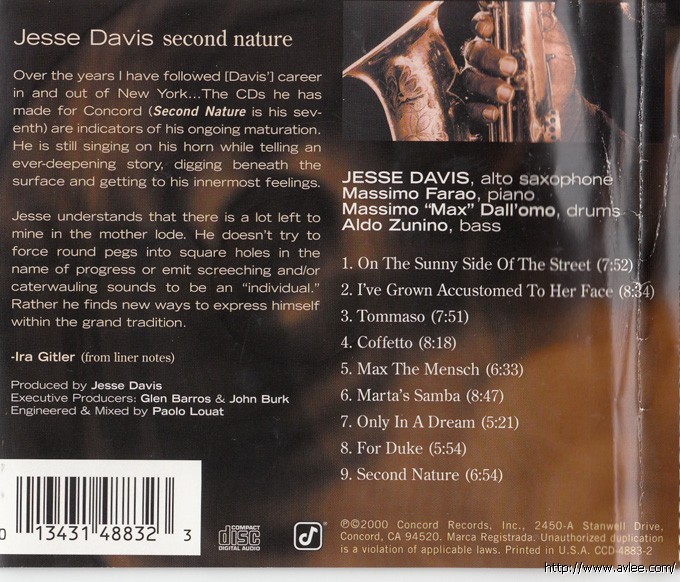 Jesse Davis second nature
Over the years I have followed [Davis'] career
in and out of New York...The CDs he has
made for Concord (Second Nature is his sev-
enth) are indicators of his ongoing maturation.
He is still singing on his horn while telling an
ever-deepening story, digging beneath the
surface and getting to his innermost feelings.
Jesse understands that there is a lot left to
mine in the mother lode. He doesn't try to
force round pegs into square holes in the
name of progress or emit screeching and/or
caterwauling sounds to be an "individual."
Rather he finds new ways to express himself
within the grand tradition.
-Ira Gitler (from liner notes)
Produced by Jesse Davis
Executive Producers: Glen Barros & John Burk
Engineered & Mixed by Paolo Louat
0 13431 48832 3
COMPACT
disc
DIGITAL AUDIO
JESSE DAVIS, alto saxophone
Massimo Farao, piano
Massimo "Max" Dall'omo, drums
Aldo Zunino, bass
1. On The Sunny Side Of The Street (7:52)
2. I've Grown Accustomed To Her Face (8:34)
3. Tommaso (7:51)
4. Coffetto (8:18)
5. Max The Mensch (6:33)
6. Marta's Samba (8:47)
7. Only In A Dream (5:21)
8. For Duke (5:54)
9. Second Nature (6:54)
℗©2000 Concord Records, Inc., 2450-A Stanwell Drive,
Concord, CA 94520. Marca Registrada. Unauthorized duplication
is a violation of applicable laws. Printed in U.S.A. CCD-4883-2
http://www.avlee.com/